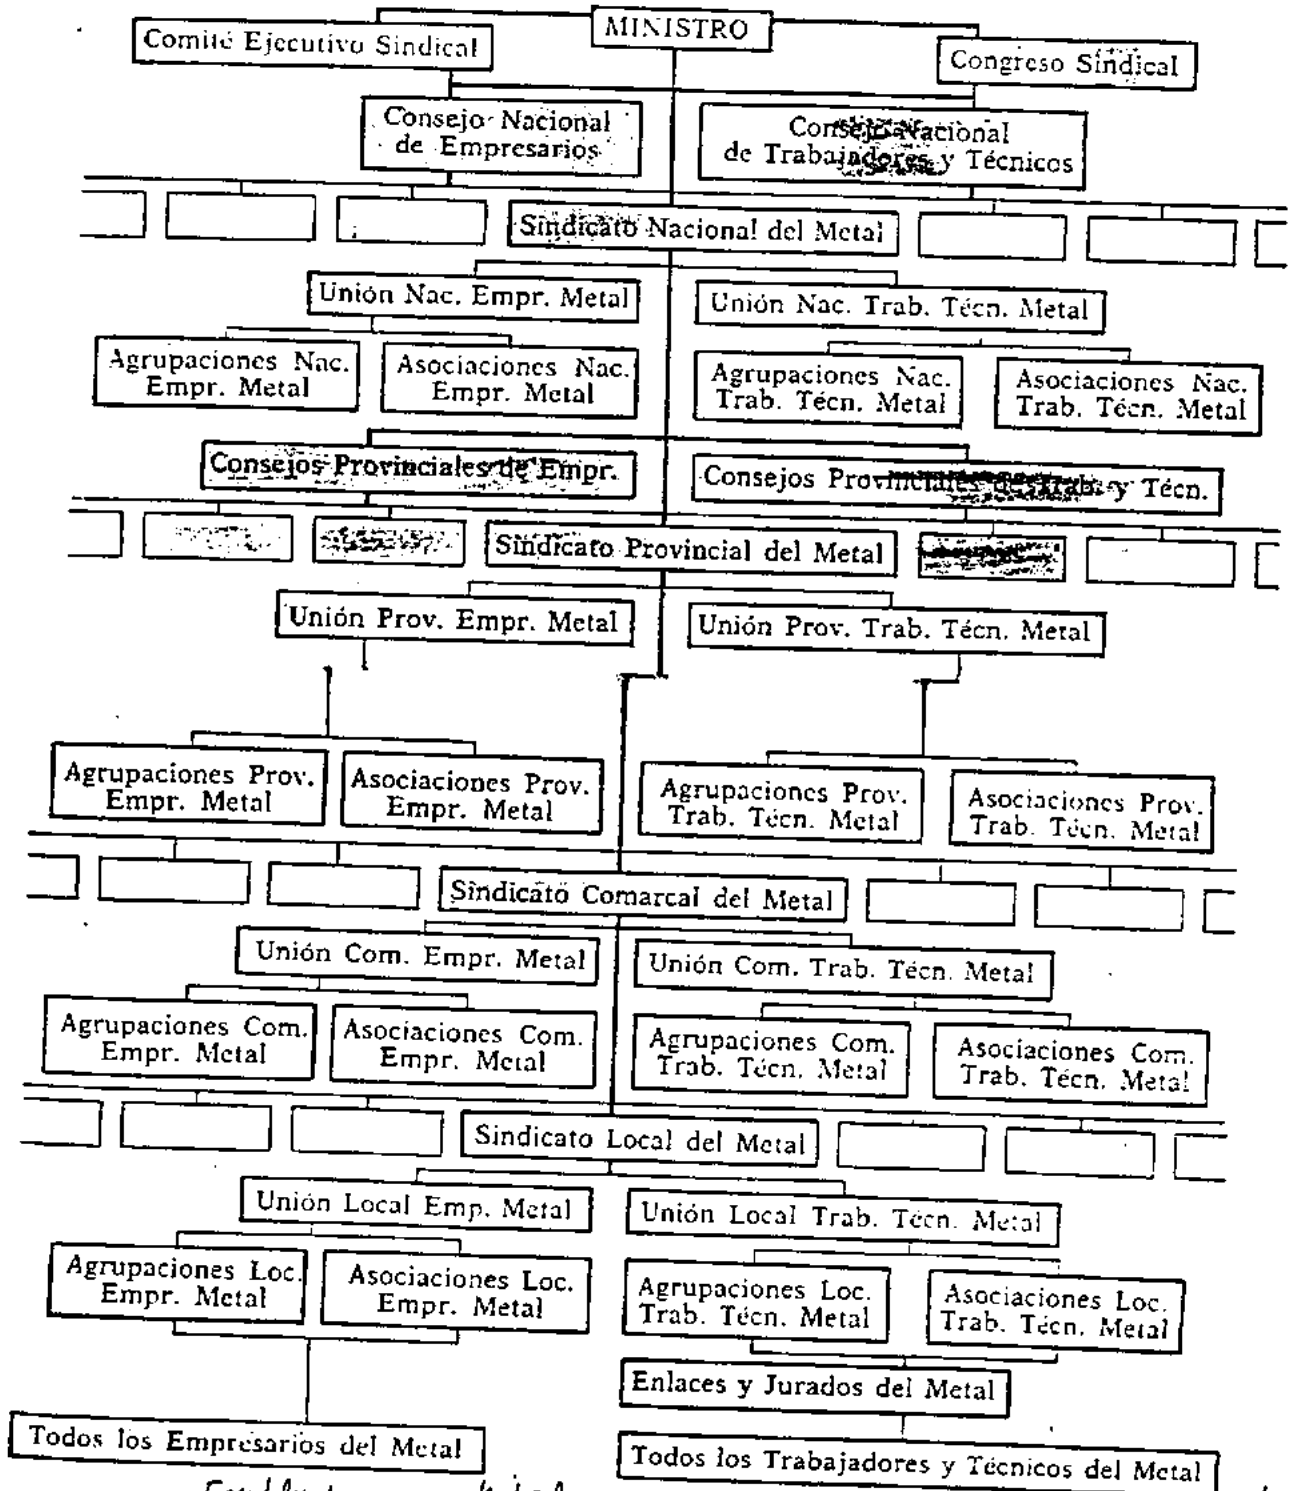 MINISTRO
Comité Ejecutivo Sindical
Congreso Sindical
Consejo Nacional
de Empresarios
Consejo Nacional
de Trabajadores y Técnicos
Sindicato Nacional del Metal
Unión Nac. Empr. Metal
Unión Nac. Trab. Técn. Metal
Agrupaciones Nac.
Empr. Metal
Asociaciones Nac.
Empr. Metal
Agrupaciones Nac.
Trab. Técn. Metal
Asociaciones Nac.
Trab. Técn. Metal
Consejos Provinciales de Empr.
Consejos Provinciales de Trab. y Técn.
Sindicato Provincial del Metal
Unión Prov. Empr. Metal
Unión Prov. Trab. Técn. Metal
Agrupaciones Prov.
Empr. Metal
Asociaciones Prov.
Empr. Metal
Agrupaciones Prov.
Trab. Técn. Metal
Asociaciones Prov.
Trab. Técn. Metal
Sindicato Comarcal del Metal
Unión Com. Empr. Metal
Unión Com. Trab. Técn. Metal
Agrupaciones Com.
Empr. Metal
Asociaciones Com.
Empr. Metal
Agrupaciones Com.
Trab. Técn. Metal
Asociaciones Com.
Trab. Técn. Metal
Sindicato Local del Metal
Unión Local Emp. Metal
Unión Local Trab. Técn. Metal
Agrupaciones Loc.
Empr. Metal
Asociaciones Loc.
Empr. Metal
Agrupaciones Loc.
Trab. Técn. Metal
Asociaciones Loc.
Trab. Técn. Metal
Enlaces y Jurados del Metal
Todos los Empresarios del Metal
Todos los Trabajadores y Técnicos del Metal